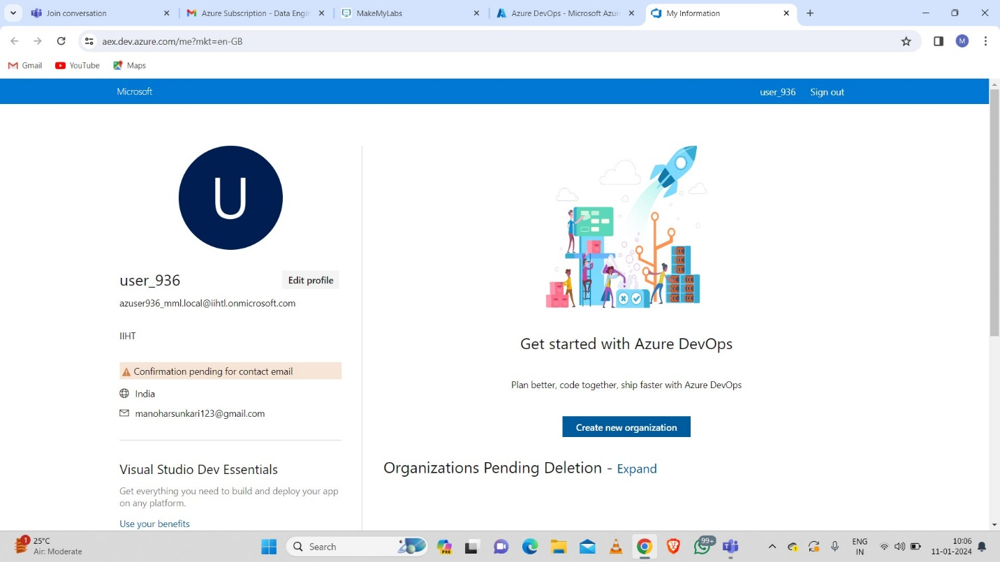 Join conversation
Azure Subscription - Data Engin
MakeMyLabs
Azure DevOps - Microsoft Azur
My Information
aex.dev.azure.com/me?mkt=en-GB
M
Gmail
YouTube
Maps
Microsoft
user_936
Sign out
U
user_936
Edit profile
azuser936_mml.local@iihtl.onmicrosoft.com
IIHT
Confirmation pending for contact email
India
manoharsunkari123@gmail.com
Visual Studio Dev Essentials
Get everything you need to build and deploy your app
on any platform.
Use your benefits
Get started with Azure DevOps
Plan better, code together, ship faster with Azure DevOps
Create new organization
Organizations Pending Deletion - Expand
1
25°C
Air: Moderate
Search
PRE
99+
ENG
IN
10:06
11-01-2024